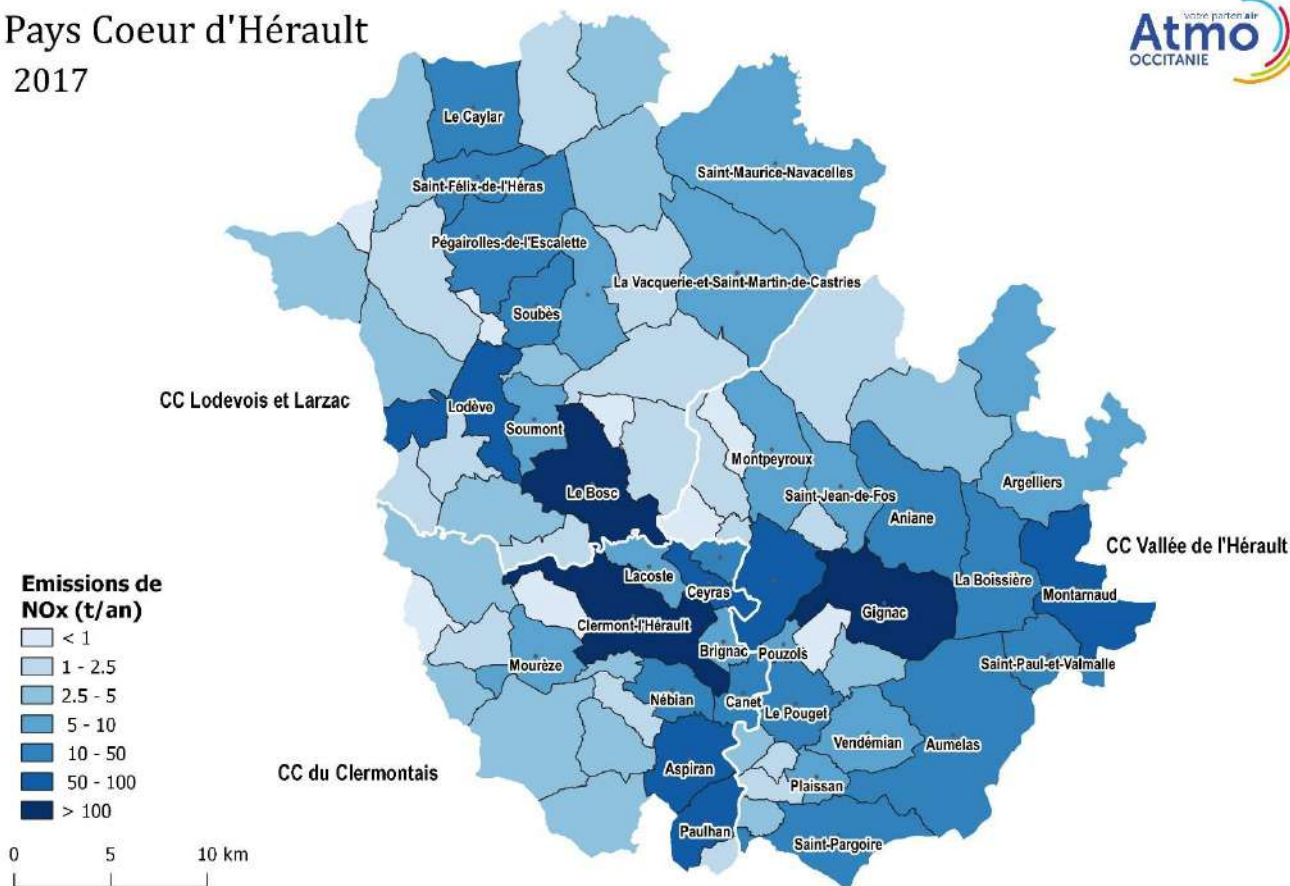 Pays Coeur d'Hérault
2017
votre partenair
Atmo
OCCITANIE
Le Caylar
Saint-Maurice-Navacelles
Saint-Félix-de-l'Héras
Pégairolles-de-l'Escalette
La Vacquerie-et-Saint-Martin-de-Castries
Soubès
CC Lodevois et Larzac
Lodève
Soumont
Montpeyroux
Le Bosc
Saint-Jean-de-Fos
Argelliers
Aniane
CC Vallée de l'Hérault
Lacoste
La Boissière
Ceyras
Montarnaud
Gignac
Clermont-l'Hérault
Brignac
Pouzols
Mourèze
Saint-Paul-et-Valmalle
Nébian
Canet
Le Pouget
Vendémian
Aumelas
CC du Clermontais
Aspiran
Plaissan
Paulhan
Saint-Pargoire
Emissions de
NOx (t/an)
< 1
1 - 2.5
2.5 - 5
5 - 10
10 - 50
50 - 100
> 100
0 5 10 km